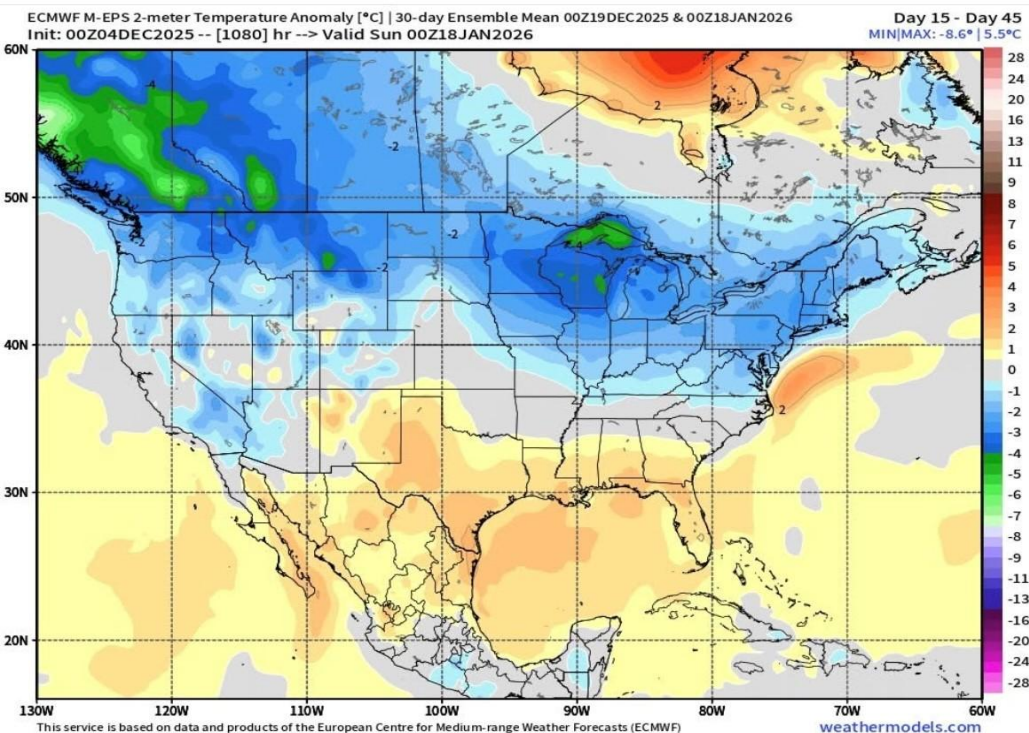 ECMWF M-EPS 2-meter Temperature Anomaly [°C] | 30-day Ensemble Mean 00Z19DEC2025 & 00Z18JAN2026
Day 15 - Day 45
Init: 00Z04DEC2025 -- [1080] hr --> Valid Sun 00Z18JAN2026
MIN|MAX: -8.6° | 5.5°C
60N
50N
40N
30N
20N
130W
120W
110W
100W
90W
80W
70W
60W
-4
2
-2
-2
-2
-2
-4
-2
2
28
24
20
16
13
11
9
8
7
6
5
4
3
2
1
0
-1
-2
-3
-4
-5
-6
-7
-8
-9
-11
-13
-16
-20
-24
-28
This service is based on data and products of the European Centre for Medium-range Weather Forecasts (ECMWF)
weathermodels.com